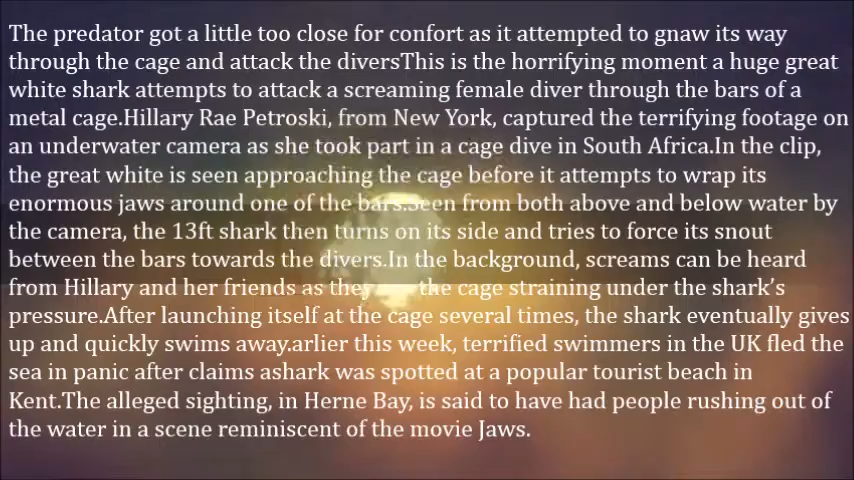 The predator got a little too close for confort as it attempted to gnaw its way
through the cage and attack the diversThis is the horrifying moment a huge great
white shark attempts to attack a screaming female diver through the bars of a
metal cage.Hillary Rae Petroski, from New York, captured the terrifying footage on
an underwater camera as she took part in a cage dive in South Africa.In the clip,
the great white is seen approaching the cage before it attempts to wrap its
enormous jaws around one of the bars.Seen from both above and below water by
the camera, the 13ft shark then turns on its side and tries to force its snout
between the bars towards the divers.In the background, screams can be heard
from Hillary and her friends as they the cage straining under the shark’s
pressure.After launching itself at the cage several times, the shark eventually gives
up and quickly swims away.arlier this week, terrified swimmers in the UK fled the
sea in panic after claims ashark was spotted at a popular tourist beach in
Kent.The alleged sighting, in Herne Bay, is said to have had people rushing out of
the water in a scene reminiscent of the movie Jaws.